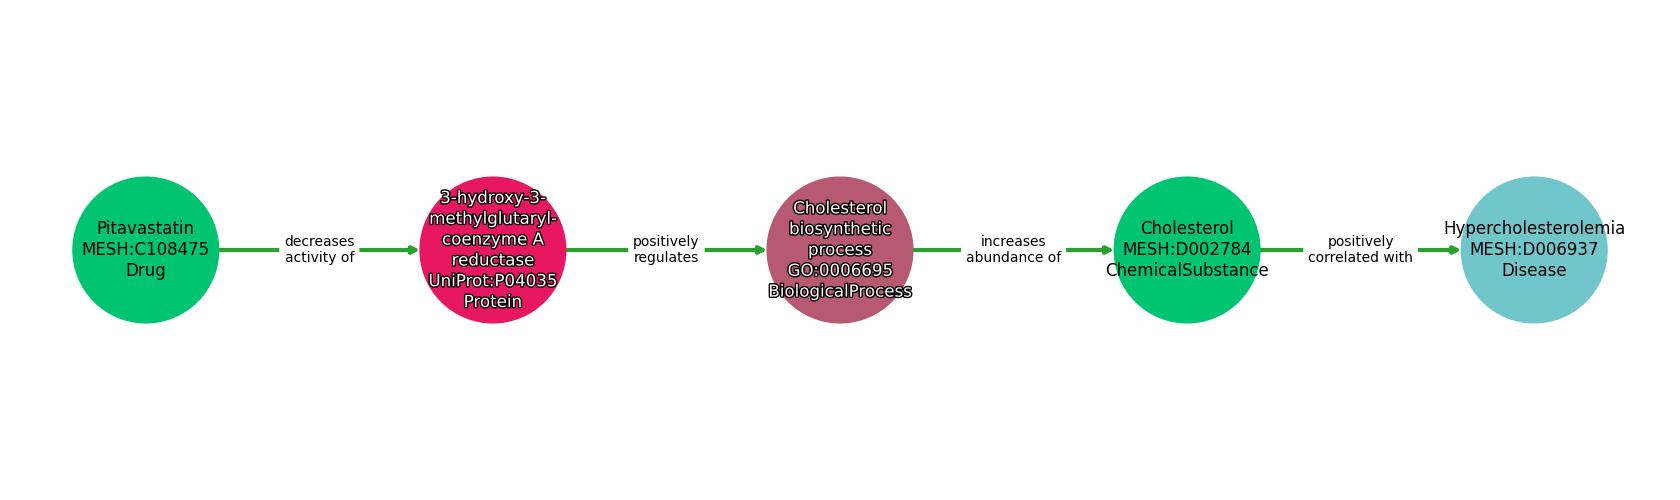 Pitavastatin
MESH:C108475
Drug
decreases
activity of
3-hydroxy-3-
methylglutaryl-
coenzyme A
reductase
UniProt:P04035
Protein
positively
regulates
Cholesterol
biosynthetic
process
GO:0006695
BiologicalProcess
increases
abundance of
Cholesterol
MESH:D002784
ChemicalSubstance
positively
correlated with
Hypercholesterolemia
MESH:D006937
Disease